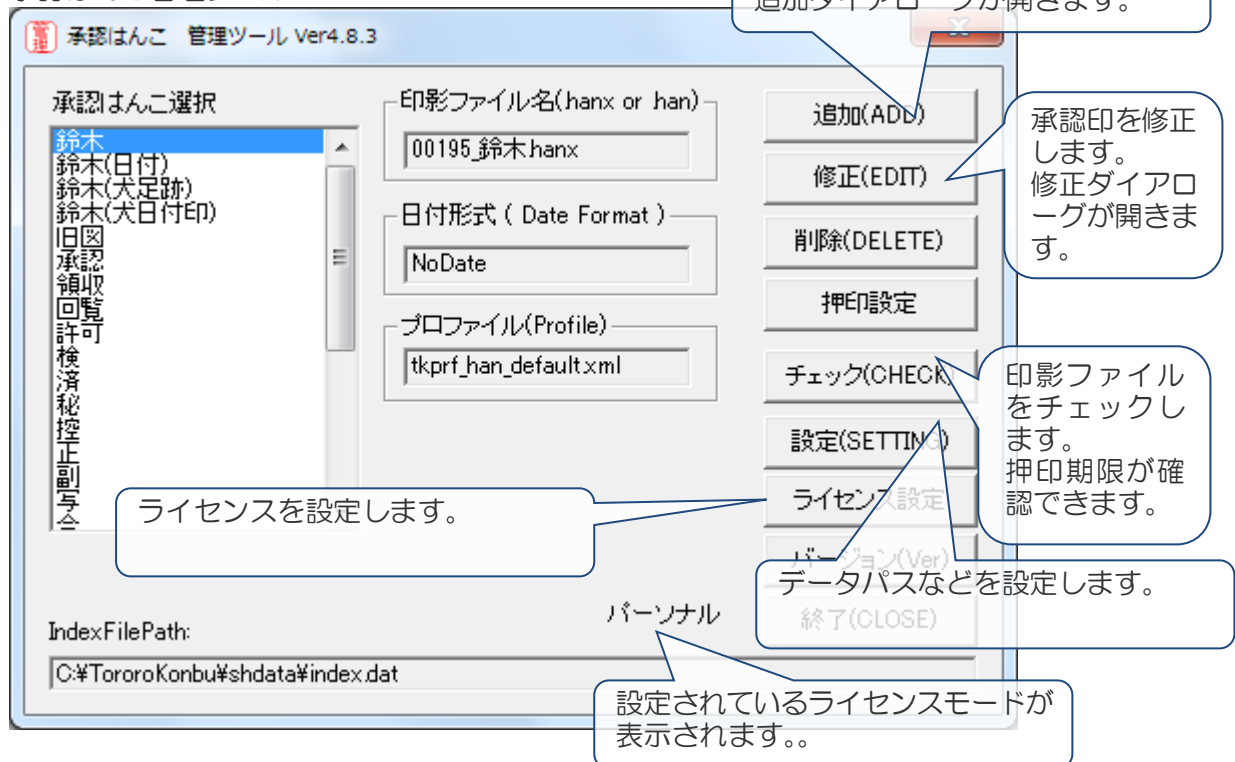 追加ダイアローグが開きます。
承認はんこ 管理ツール Ver4.8.3
承認はんこ選択
鈴木
鈴木(日付)
鈴木(犬足跡)
鈴木(犬日付印)
旧図
承認
領収
回覧
許可
検
済
秘
控
正
副
写
印影ファイル名(hanx or han)
00195_鈴木.hanx
日付形式 ( Date Format )
NoDate
プロファイル(Profile)
tkprf_han_default.xml
追加(ADD)
修正(EDIT)
削除(DELETE)
押印設定
チェック(CHECK)
設定(SETTING)
ライセンス設定
バージョン(Ver)
終了(CLOSE)
承認印を修正
します。
修正ダイアロ
ーグが開きま
す。
印影ファイル
をチェックし
ます。
押印期限が確
認できます。
ライセンスを設定します。
データパスなどを設定します。
パーソナル
IndexFilePath:
C:¥TororoKonbu¥shdata¥index.dat
設定されているライセンスモードが
表示されます。。